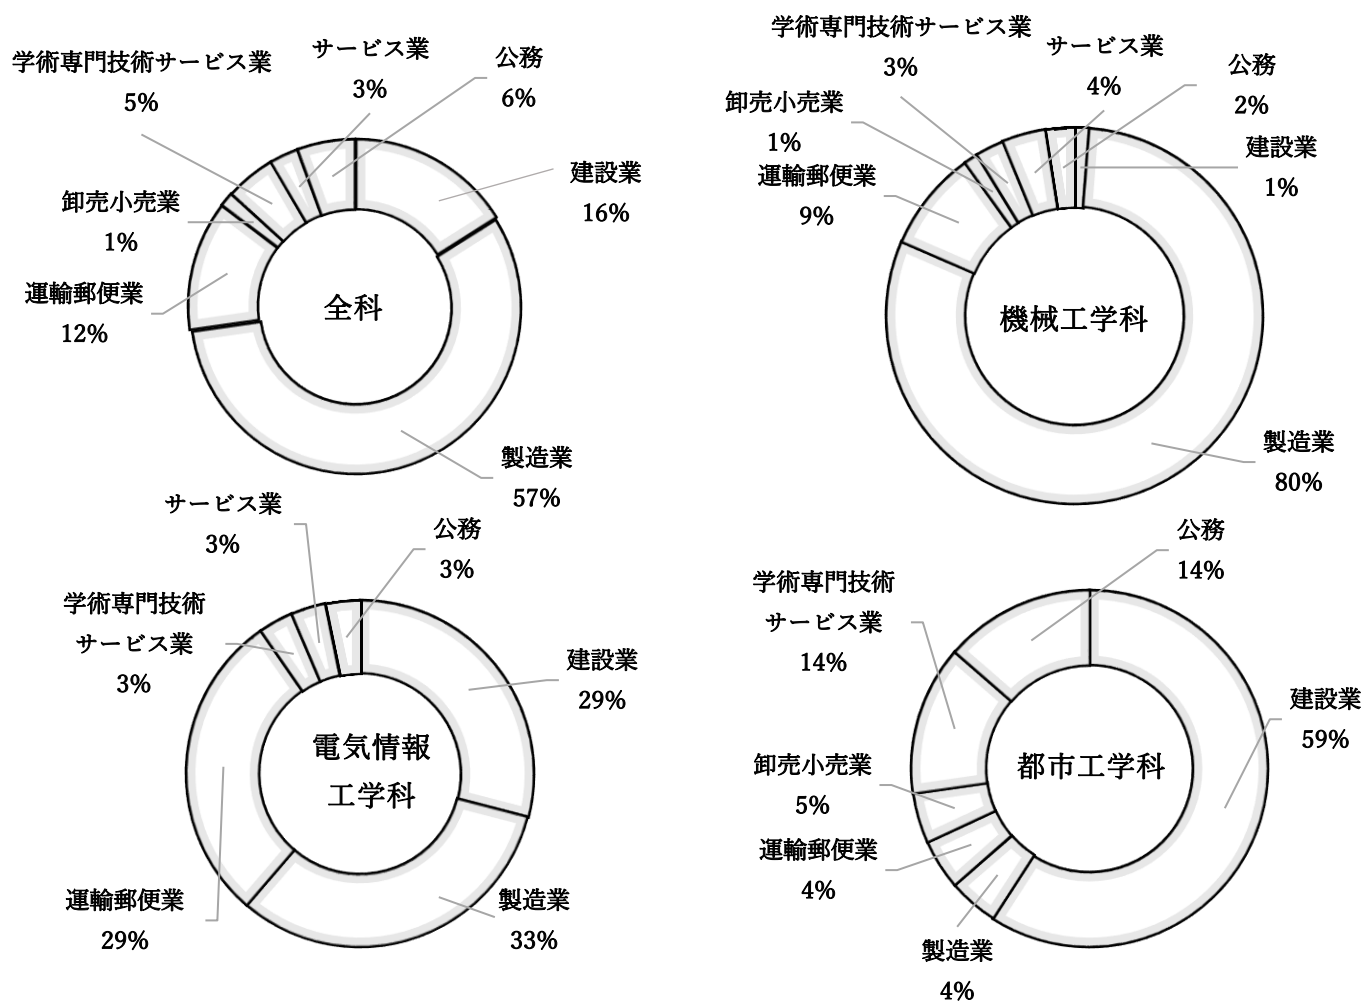 学術専門技術サービス業
5%
サービス業
3%
公務
6%
建設業
16%
卸売小売業
1%
運輸郵便業
12%
全科
製造業
57%
学術専門技術サービス業
3%
サービス業
4%
公務
2%
卸売小売業
1%
建設業
1%
運輸郵便業
9%
機械工学科
製造業
80%
サービス業
3%
公務
3%
学術専門技術
サービス業
3%
建設業
29%
電気情報
工学科
運輸郵便業
29%
製造業
33%
公務
14%
学術専門技術
サービス業
14%
建設業
59%
卸売小売業
5%
都市工学科
運輸郵便業
4%
製造業
4%